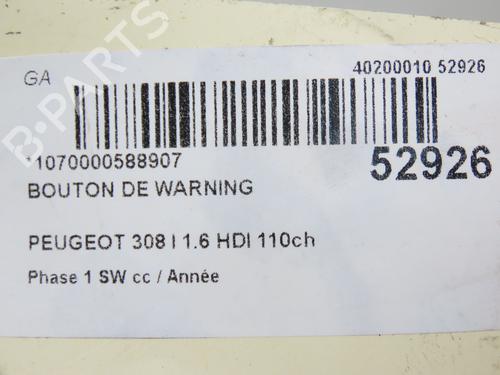 GA
40200010 52926
*1070000588907
52926
BOUTON DE WARNING
PEUGEOT 308 I 1.6 HDI 110ch
Phase 1 SW cc / Année
B-PARTS